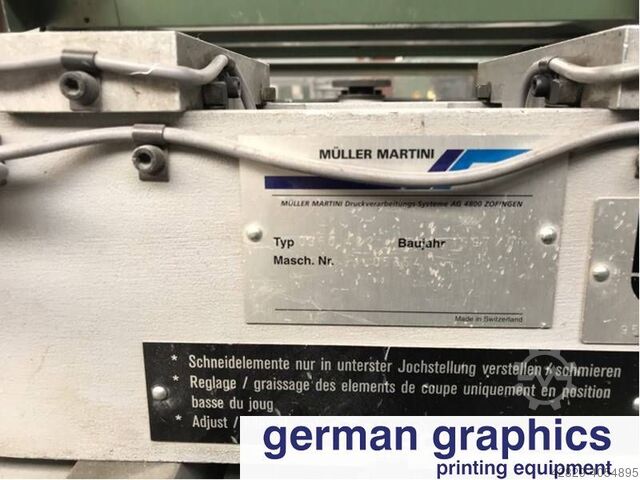 MÜLLER MARTINI
MÜLLER MARTINI Druckverarbeitungs-Systeme AG 4800 ZOFINGEN
Typ
Baujahr
Masch. Nr.
Made in Switzerland
* Schneidelemente nur in unterster Jochstellung verstellen/schmieren
* Reglage / graissage des elements de coupe uniquement en position
basse du joug
* Adjust /
german graphics
printing equipment